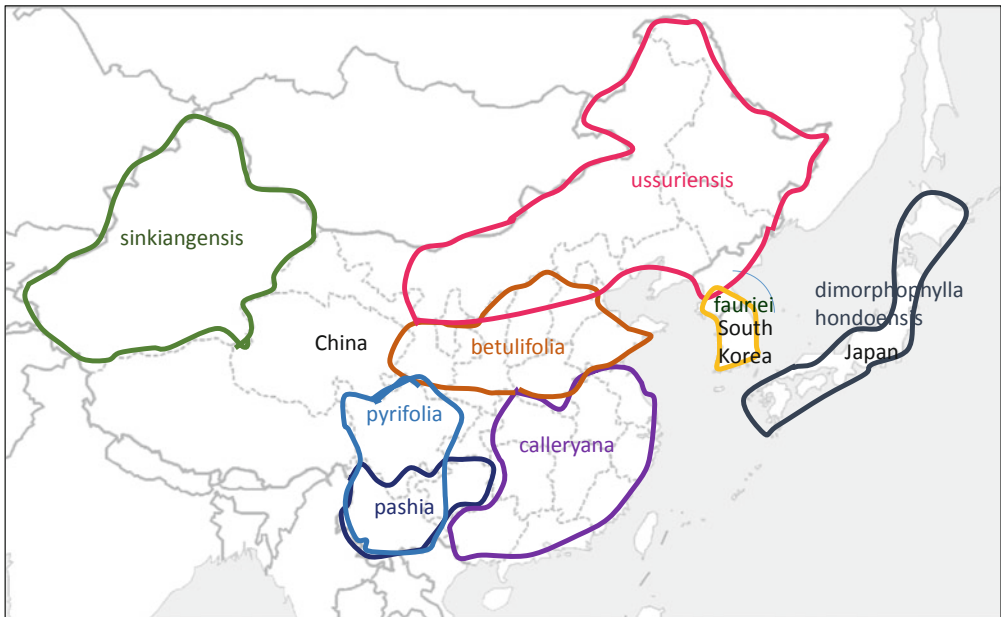 ussuriensis
sinkiangensis
dimorphophylla
hondoensis
fauriei
South
Korea
China
betulifolia
Japan
pyrifolia
calleryana
pashia